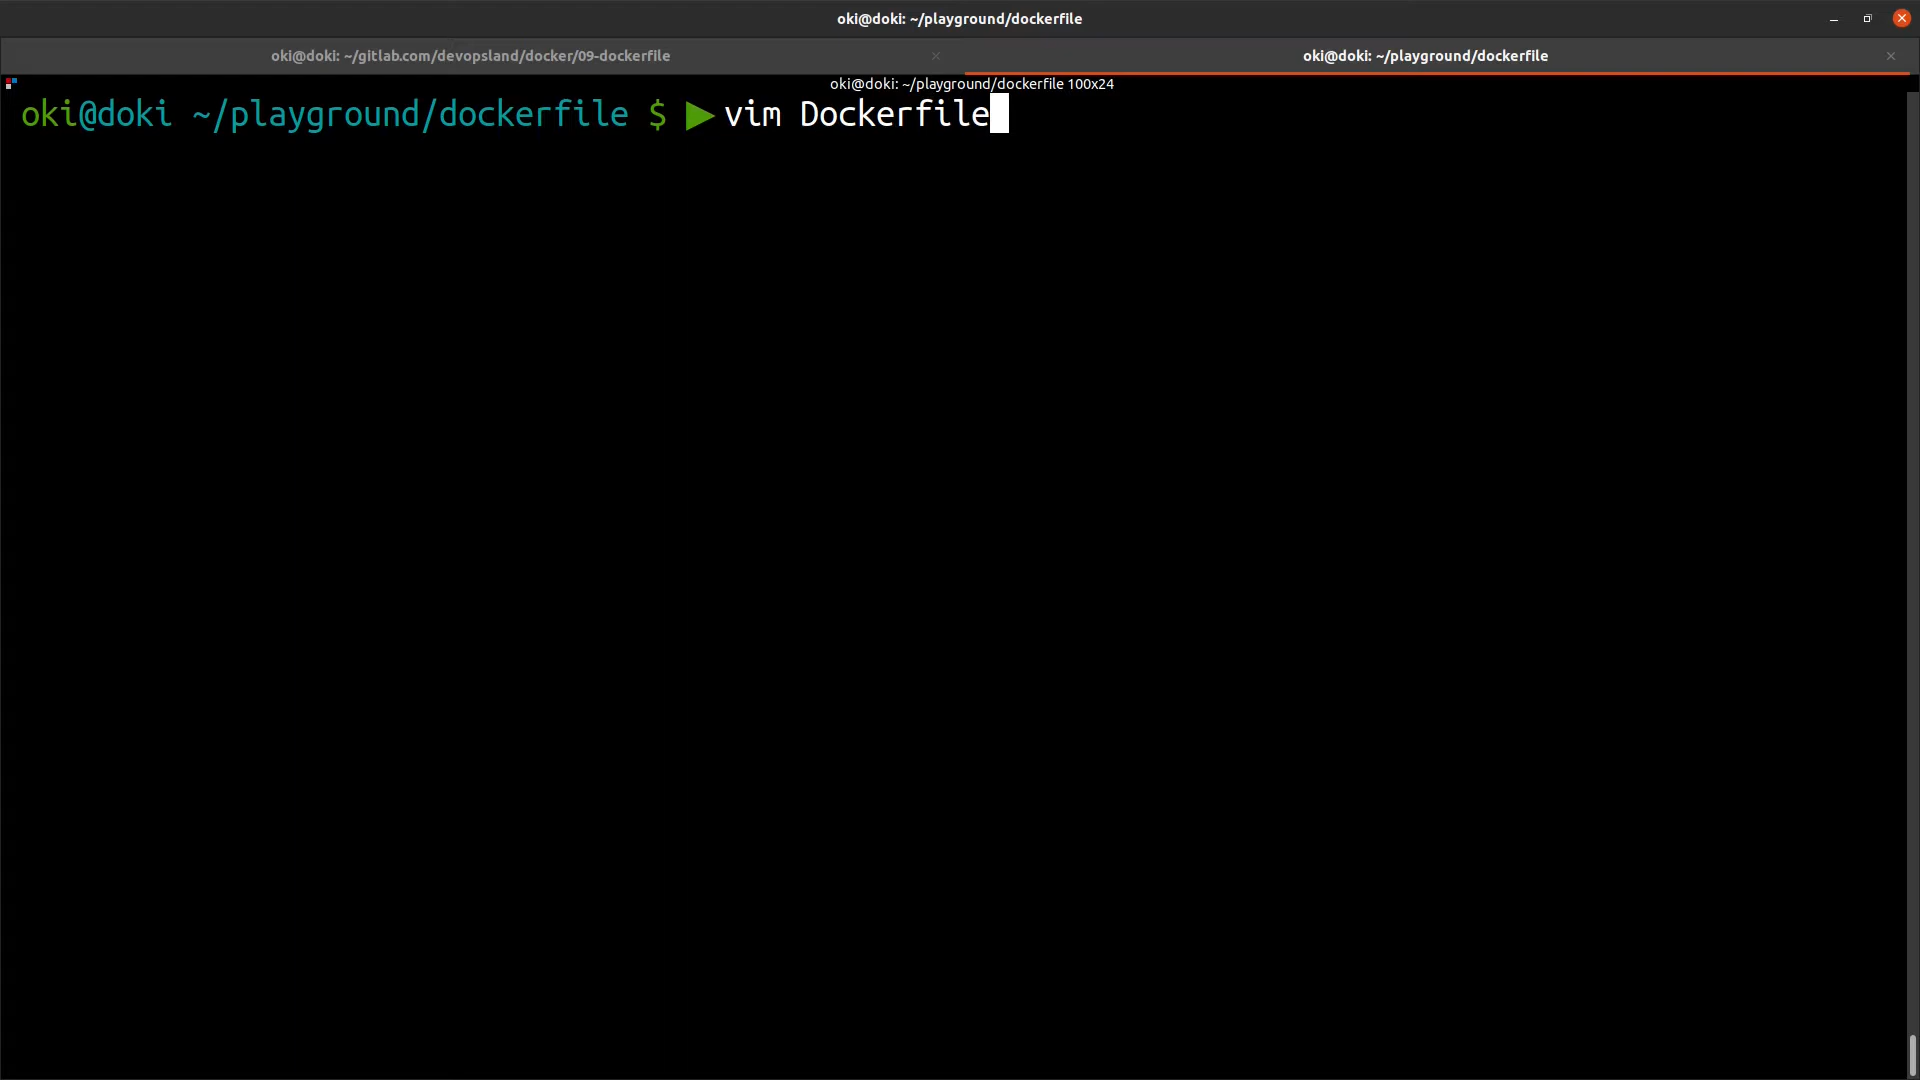 oki@doki: ~/playground/dockerfile
oki@doki: ~/gitlab.com/devopsland/docker/09-dockerfile
oki@doki: ~/playground/dockerfile
oki@doki: ~/playground/dockerfile 100x24
oki@doki ~/playground/dockerfile $ ▶vim Dockerfile